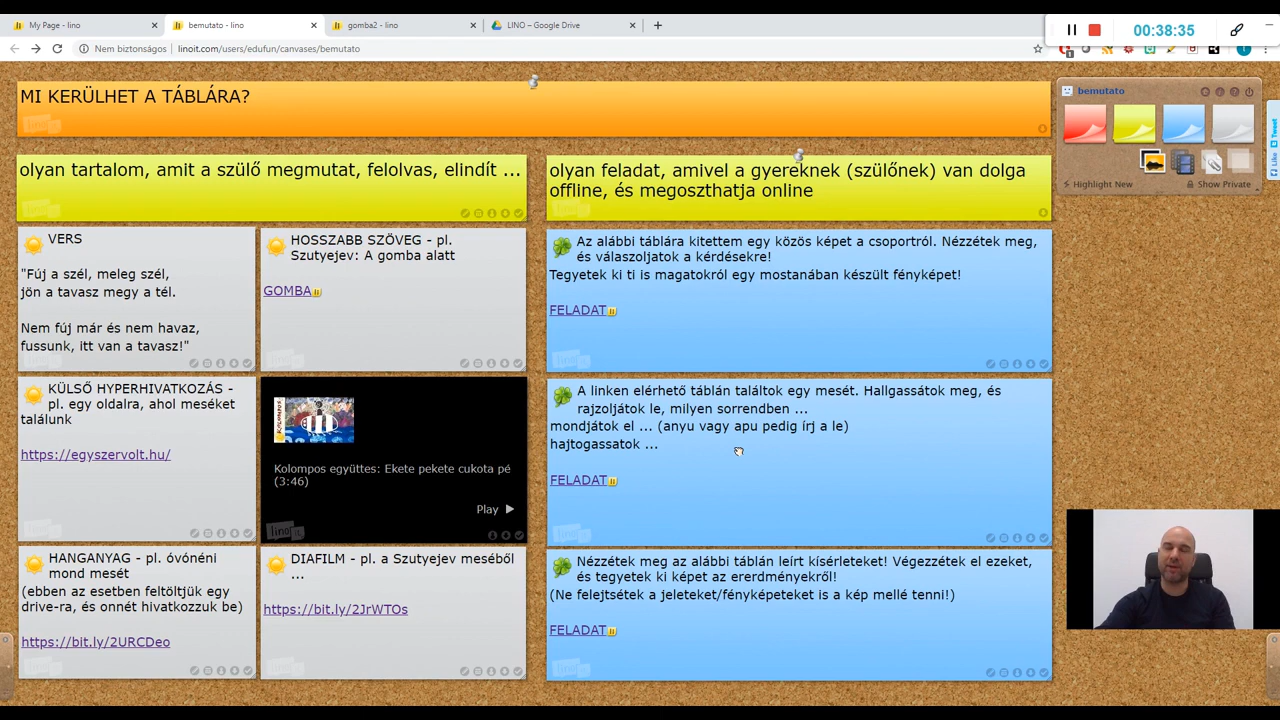 My Page - lino
bemutato - lino
gomba2 - lino
LINO – Google Drive
00:38:35
Nem biztonságos
linoit.com/users/edufun/canvases/bemutato
MI KERÜLHET A TÁBLÁRA?
olyan tartalom, amit a szülő megmutat, felolvas, elindít ...
olyan feladat, amivel a gyereknek (szülőnek) van dolga
offline, és megoszthatja online
VERS
"Fúj a szél, meleg szél,
jön a tavasz megy a tél.
Nem fúj már és nem havaz,
fussunk, itt van a tavasz!"
HOSSZABB SZÖVEG - pl.
Szutyejev: A gomba alatt
GOMBA
KÜLSŐ HYPERHIVATKOZÁS -
pl. egy oldalra, ahol meséket
találunk
https://egyszervolt.hu/
Kolompos együttes: Ekete pekete cukota pé
(3:46)
Play
HANGANYAG - pl. óvónéni
mond mesét
(ebben az esetben feltöltjük egy
drive-ra, és onnét hivatkozzuk be)
https://bit.ly/2URCDeo
DIAFILM - pl. a Szutyejev meséből
...
https://bit.ly/2JrWTOs
Az alábbi táblára kitettem egy közös képet a csoportról. Nézzétek meg,
és válaszoljatok a kérdésekre!
Tegyetek ki ti is magatokról egy mostanában készült fényképet!
FELADAT
A linken elérhető táblán találtok egy mesét. Hallgassátok meg, és
rajzoljátok le, milyen sorrendben ...
mondjátok el ... (anyu vagy apu pedig írj a le)
hajtogassatok ...
FELADAT
Nézzétek meg az alábbi táblán leírt kísérleteket! Végezzétek el ezeket,
és tegyetek ki képet az ererdményekről!
(Ne felejtsétek a jeleteket/fényképeteket is a kép mellé tenni!)
FELADAT
bemutato
Highlight New
Show Private
Tweet
Like